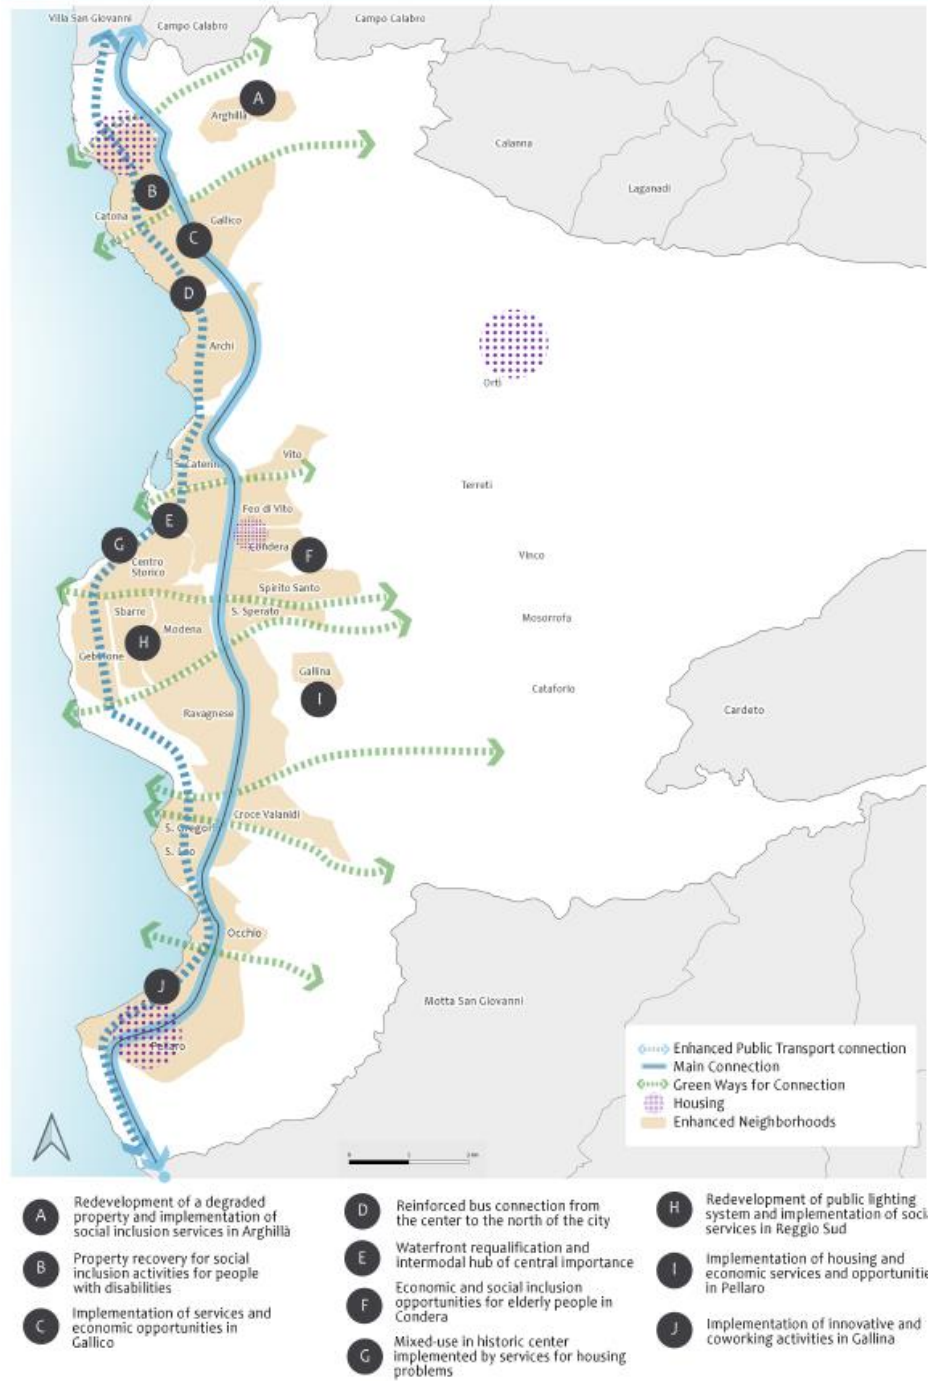 Villa San Giovanni
Campo Calabro
Campo Calabro
A
Arghillà
Calanna
Laganadi
B
Catona
Gallico
C
D
Archi
Orti
S. Caterina
Vito
Terreti
Feo di Vito
E
G
Condera
F
Vinco
Centro
Storico
Spirito Santo
Sbarre
S. Sperato
Mosorrofa
Modena
H
Gebbione
Gallina
I
Cataforio
Ravagnese
Cardeto
Croce Valanidi
S. Gregorio
S. Leo
Occhio
J
Motta San Giovanni
Pellaro
Enhanced Public Transport connection
Main Connection
Green Ways for Connection
Housing
Enhanced Neighborhoods
A
Redevelopment of a degraded
property and implementation of
social inclusion services in Arghillà
B
Property recovery for social
inclusion activities for people
with disabilities
C
Implementation of services and
economic opportunities in
Gallico
D
Reinforced bus connection from
the center to the north of the city
E
Waterfront requalification and
intermodal hub of central importance
F
Economic and social inclusion
opportunities for elderly people in
Condera
G
Mixed-use in historic center
implemented by services for housing
problems
H
Redevelopment of public lighting
system and implementation of socia
services in Reggio Sud
I
Implementation of housing and
economic services and opportunitie
in Pellaro
J
Implementation of innovative and
coworking activities in Gallina